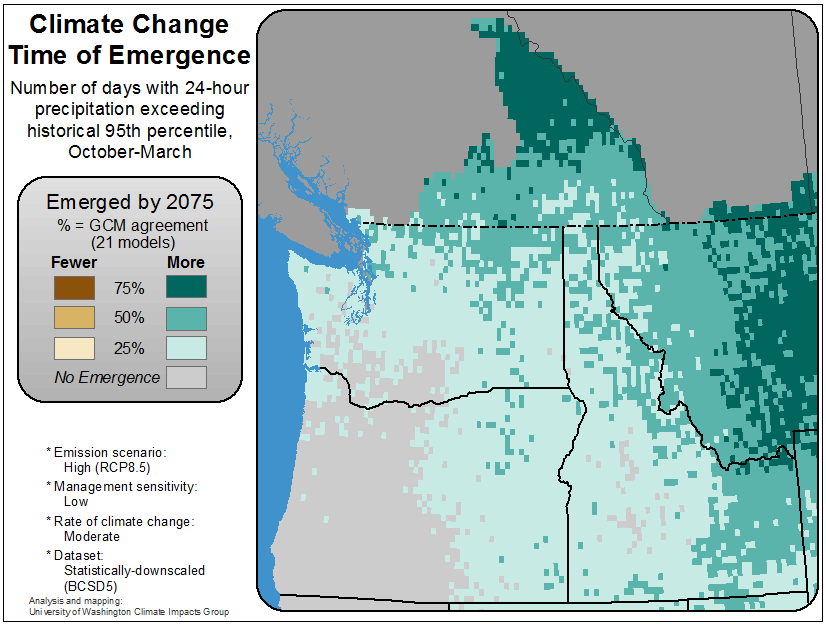 Climate Change
Time of Emergence
Number of days with 24-hour
precipitation exceeding
historical 95th percentile,
October-March
Emerged by 2075
% = GCM agreement
(21 models)
Fewer More
75%
50%
25%
No Emergence
* Emission scenario:
High (RCP8.5)
* Management sensitivity:
Low
* Rate of climate change:
Moderate
* Dataset:
Statistically-downscaled
(BCSD5)
Analysis and mapping:
University of Washington Climate Impacts Group